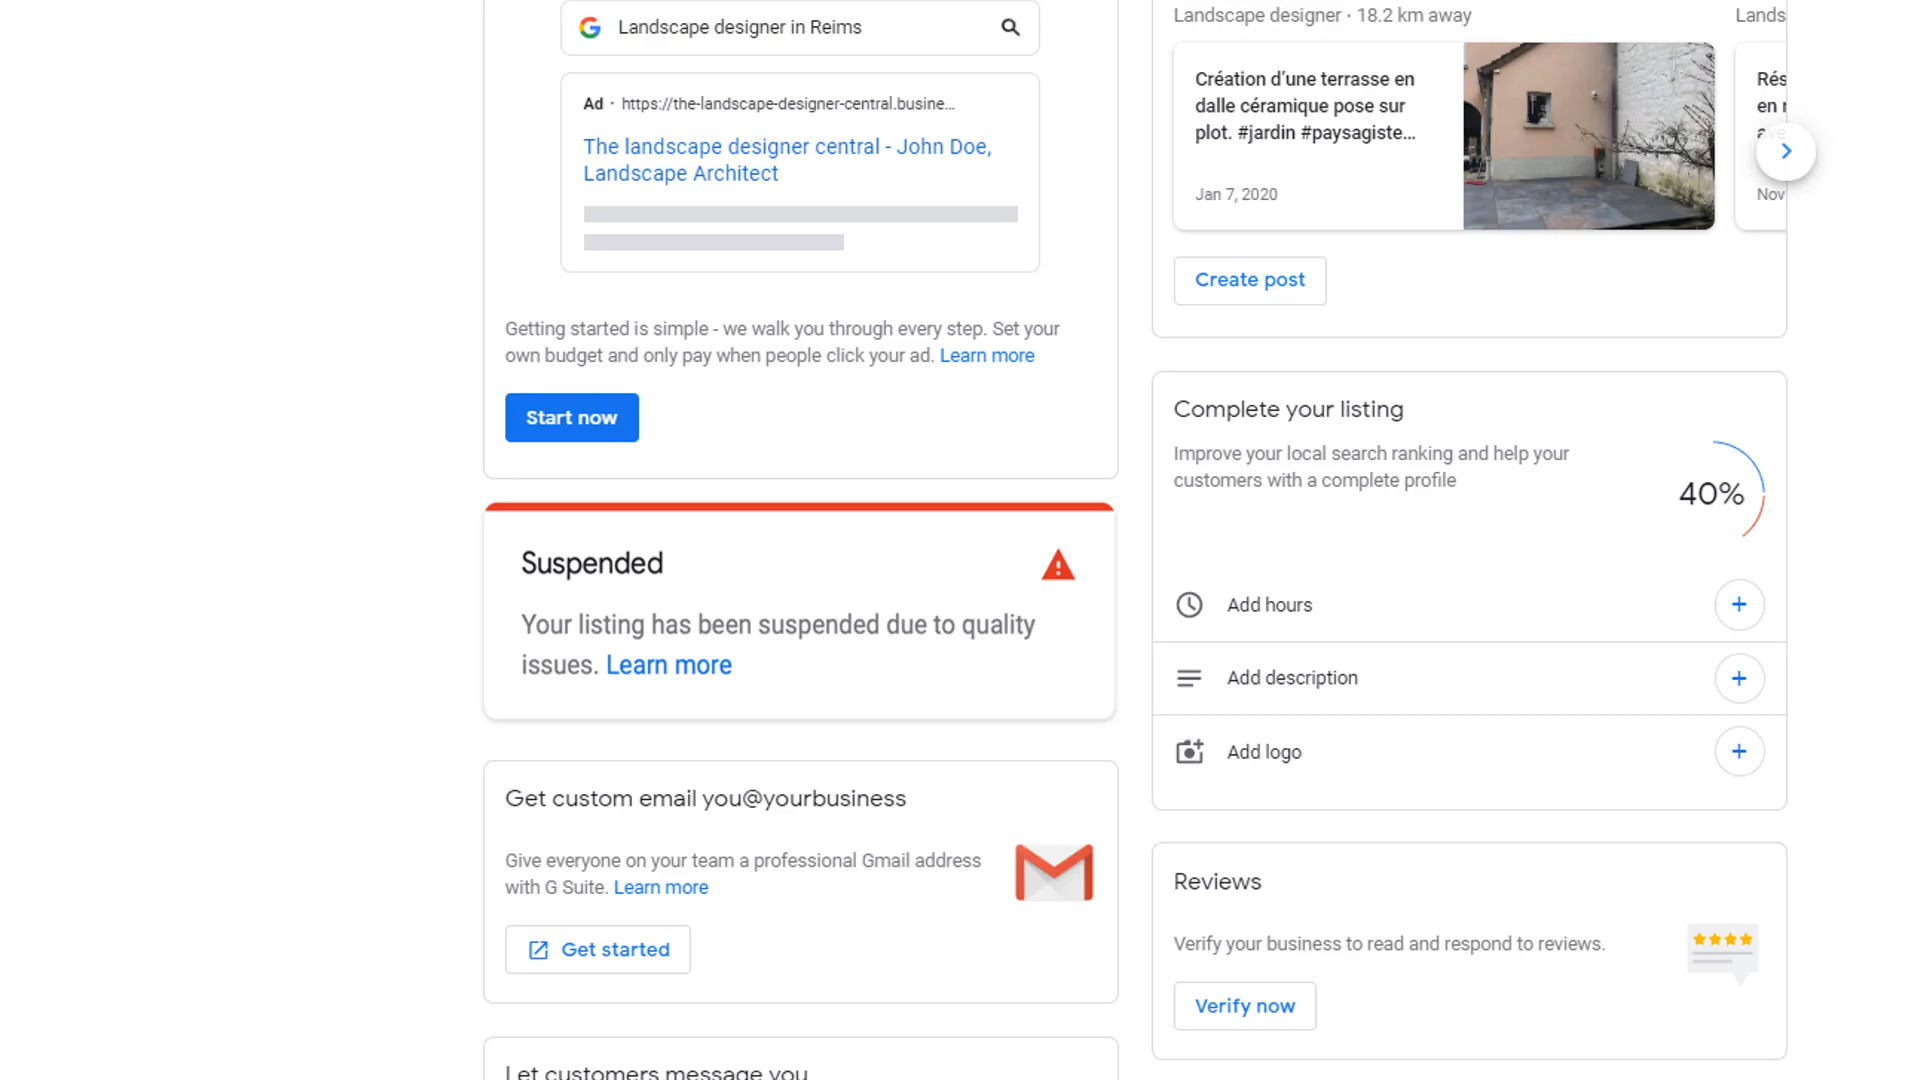 Landscape designer in Reims
Ad · https://the-landscape-designer-central.busine...
The landscape designer central - John Doe,
Landscape Architect
Getting started is simple - we walk you through every step. Set your
own budget and only pay when people click your ad. Learn more
Start now
Suspended
Your listing has been suspended due to quality
issues. Learn more
Get custom email you@yourbusiness
Give everyone on your team a professional Gmail address
with G Suite. Learn more
Get started
Let customers message you
Landscape designer · 18.2 km away
Création d'une terrasse en
dalle céramique pose sur
plot. #jardin #paysagiste...
Jan 7, 2020
Lands
Rés
en r
ave
Nov
Create post
Complete your listing
Improve your local search ranking and help your
customers with a complete profile
40%
Add hours
Add description
Add logo
Reviews
Verify your business to read and respond to reviews.
Verify now